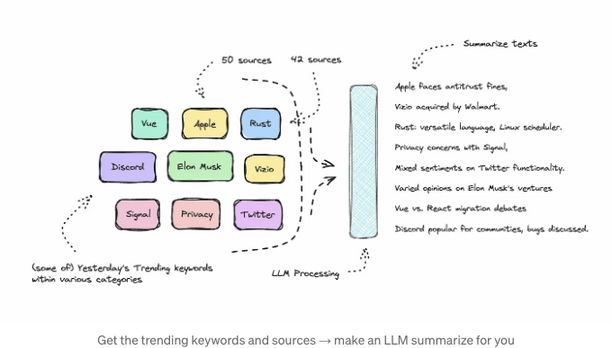 Summarize texts
50 sources
42 sources
Apple faces antitrust fines,
Vizio acquired by Walmart.
Rust: versatile language, Linux scheduler.
Privacy concerns with Signal,
Mixed sentiments on Twitter functionality.
Varied opinions on Elon Musk's ventures
Vue vs. React migration debates
Discord popular for communities, bugs discussed.
Vue
Apple
Rust
Discord
Elon Musk
Vizio
Signal
Privacy
Twitter
(some of) Yesterday's Trending keywords
within various categories
LLM Processing
Get the trending keywords and sources → make an LLM summarize for you